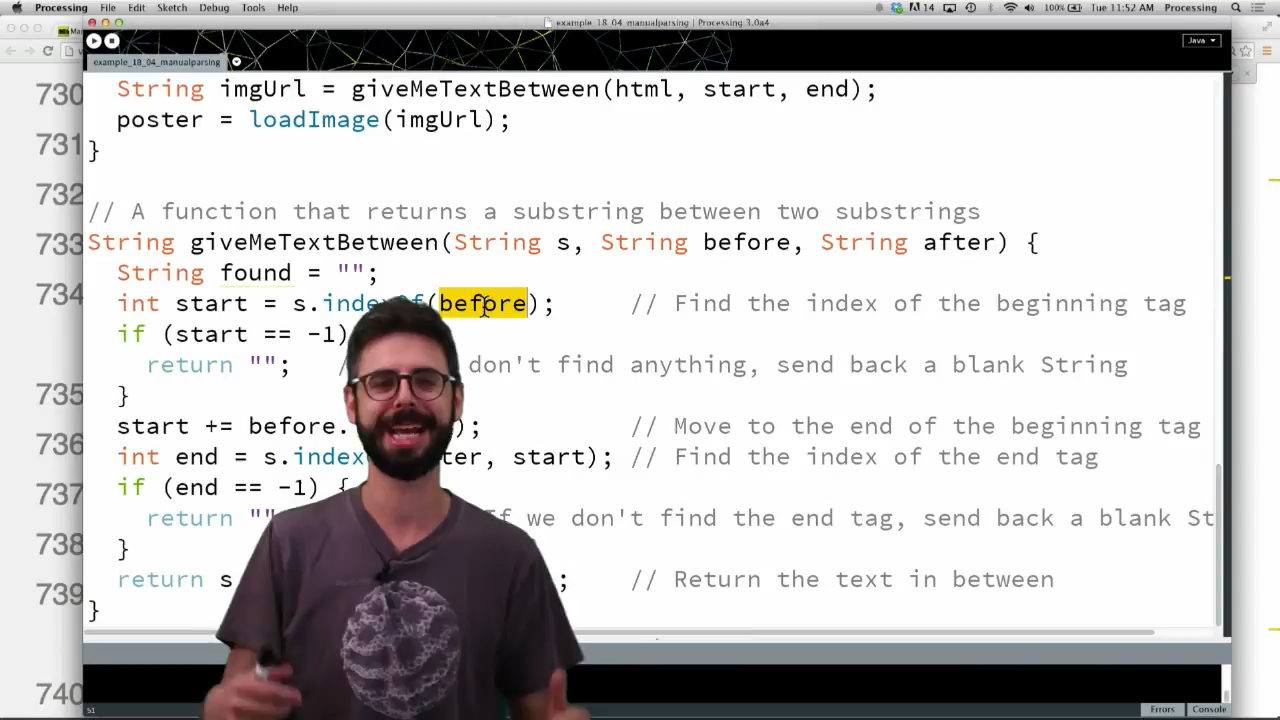 Processing File Edit Sketch Debug Tools Help
14 100% Tue 11:52 AM Processing
example_18_04_manualparsing | Processing 3.0a4
Java
example_18_04_manualparsing
String imgUrl = giveMeTextBetween(html, start, end);
poster = loadImage(imgUrl);
}
// A function that returns a substring between two substrings
String giveMeTextBetween(String s, String before, String after) {
String found = "";
int start = s.index f(before); // Find the index of the beginning tag
if (start == -1)
return ""; / don't find anything, send back a blank String
}
start += before. ); // Move to the end of the beginning tag
int end = s.index ter, start); // Find the index of the end tag
if (end == -1) {
return "" If we don't find the end tag, send back a blank St
}
return s ; // Return the text in between
}
730
731
732
733
734
735
736
737
738
739
740
51
Errors Console